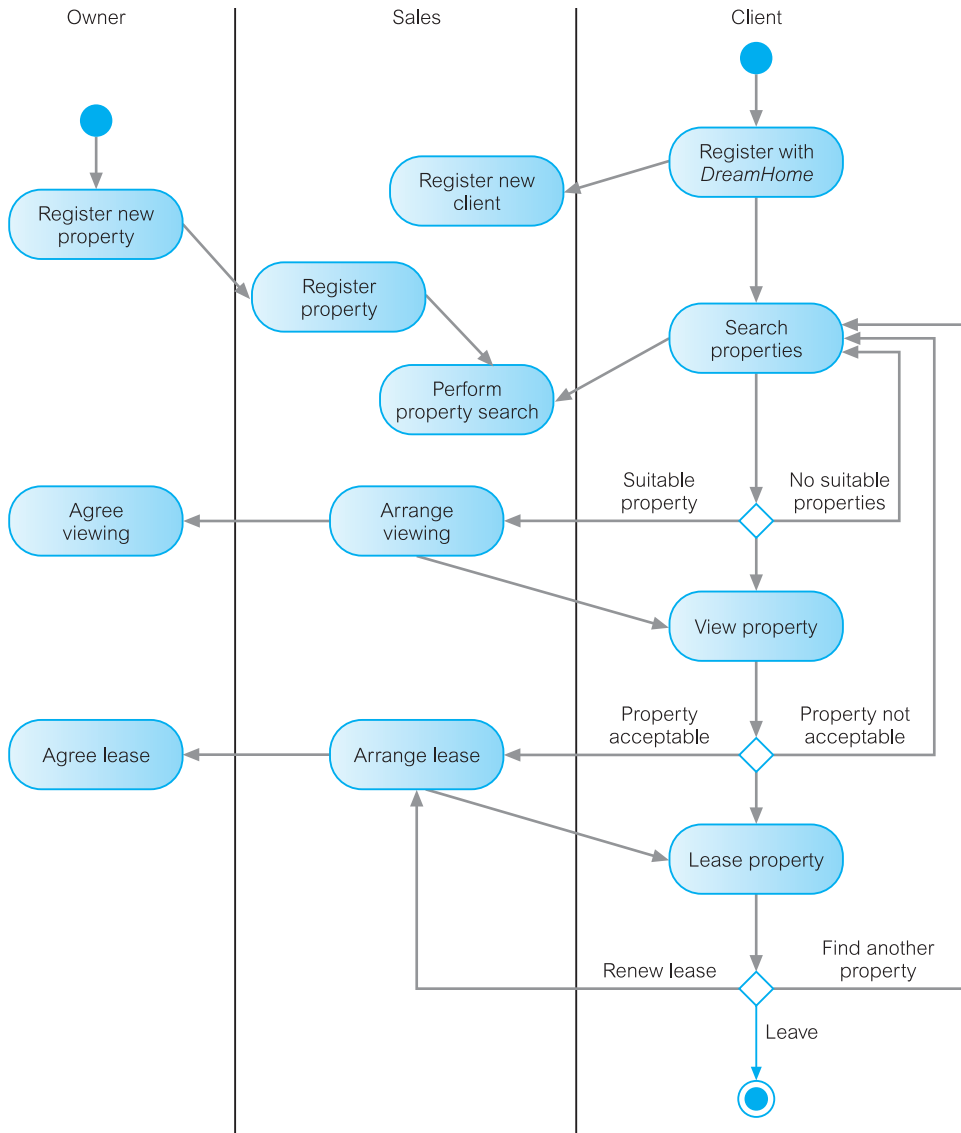 Owner
Sales
Client
Register with
DreamHome
Register new
client
Register new
property
Register
property
Search
properties
Perform
property search
Suitable
property
No suitable
properties
Agree
viewing
Arrange
viewing
View property
Property
acceptable
Property not
acceptable
Agree lease
Arrange lease
Lease property
Renew lease
Find another
property
Leave